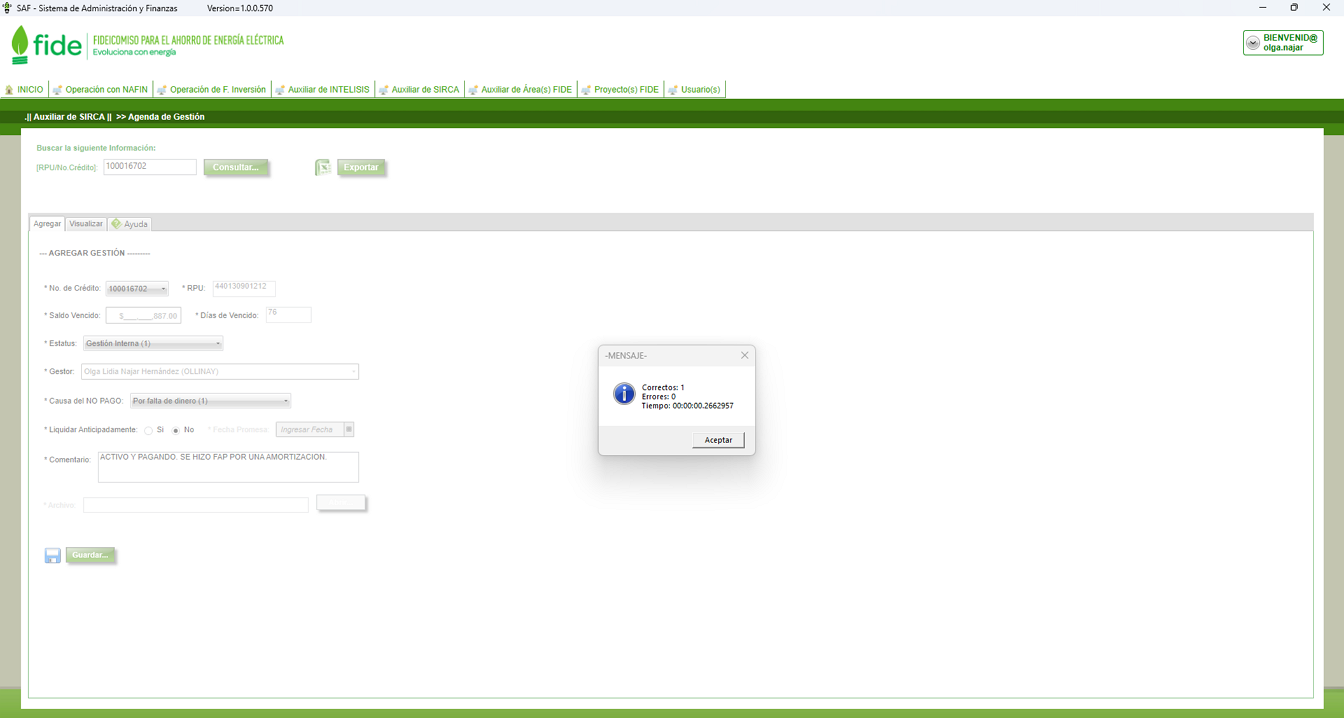 SAF - Sistema de Administración y Finanzas Version=1.0.0.570
fide FIDEICOMISO PARA EL AHORRO DE ENERGÍA ELÉCTRICA
Evoluciona con energía
BIENVENID@
olga.najar
INICIO Operación con NAFIN Operación de F. Inversión Auxiliar de INTELISIS Auxiliar de SIRCA Auxiliar de Área(s) FIDE Proyecto(s) FIDE Usuario(s)
.|| Auxiliar de SIRCA || >> Agenda de Gestión
Buscar la siguiente Información:
[RPU/No.Crédito]: 100016702 Consultar... Exportar
Agregar Visualizar Ayuda
--- AGREGAR GESTIÓN ---------
* No. de Crédito: 100016702 * RPU: 440130901212
* Saldo Vencido: $__,___,887.00 * Días de Vencido: 76
* Estatus: Gestión Interna (1)
* Gestor: Olga Lidia Najar Hernández (OLLINAY)
* Causa del NO PAGO: Por falta de dinero (1)
* Liquidar Anticipadamente: Si No * Fecha Promesa: Ingresar Fecha
* Comentario: ACTIVO Y PAGANDO. SE HIZO FAP POR UNA AMORTIZACION.
* Archivo:
Guardar...
-MENSAJE-
Correctos: 1
Errores: 0
Tiempo: 00:00:00.2662957
Aceptar